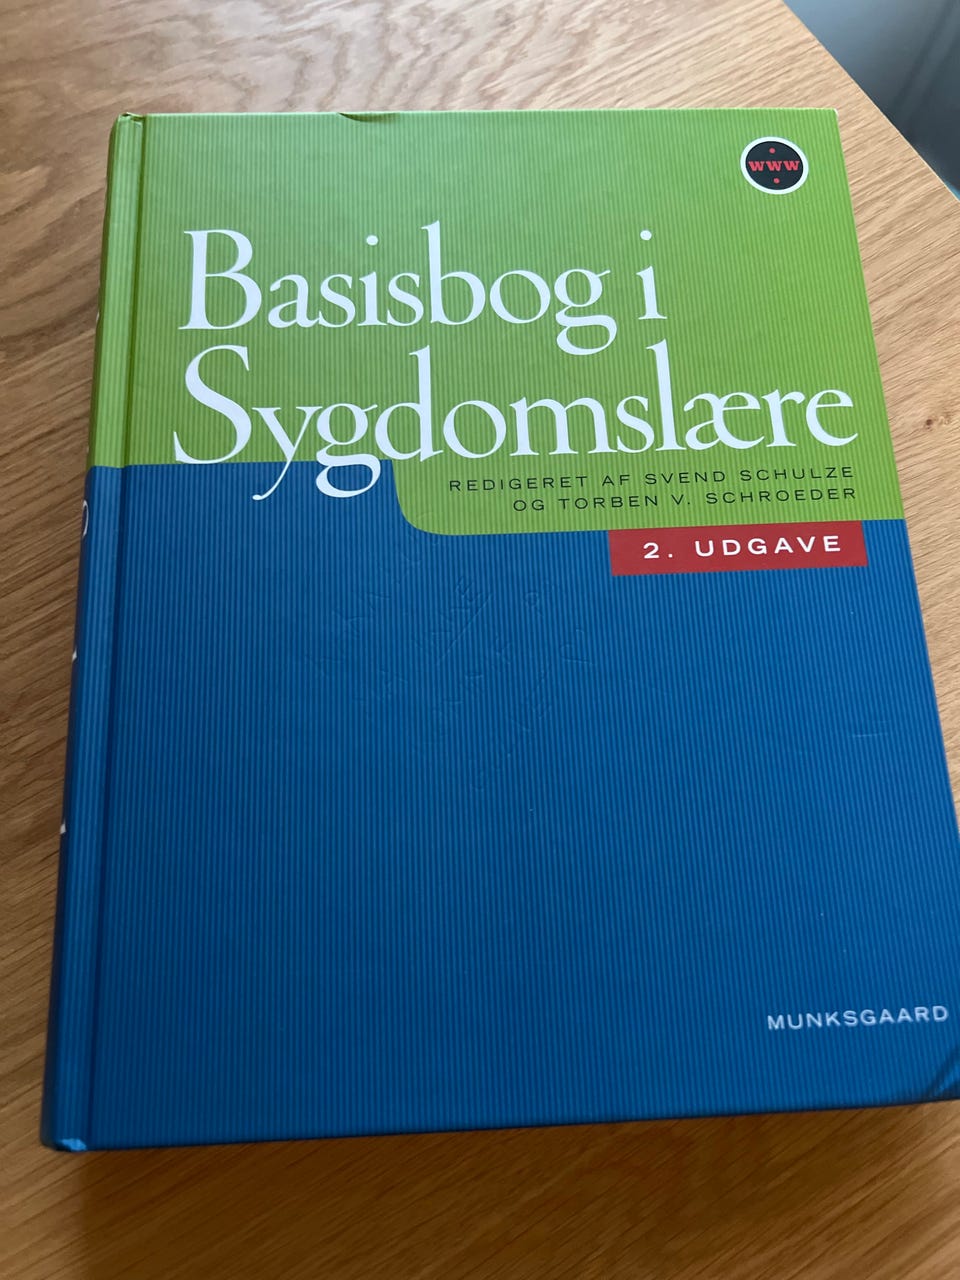 WWW
Basisbog i
Sygdomslære
REDIGERET AF SVEND SCHULZE
OG TORBEN V. SCHROEDER
2. UDGAVE
MUNKSGAARD